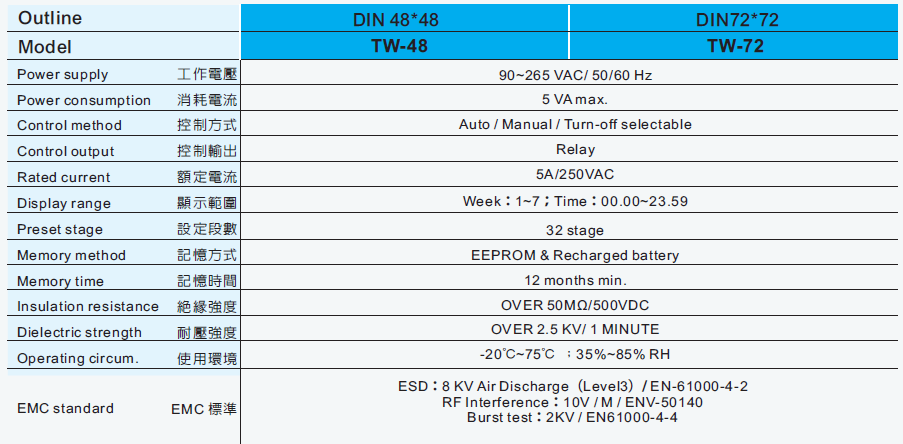 Outline DIN 48*48 DIN72*72
Model TW-48 TW-72
Power supply 工作電壓 90~265 VAC/ 50/60 Hz
Power consumption 消耗電流 5 VA max.
Control method 控制方式 Auto / Manual / Turn-off selectable
Control output 控制輸出 Relay
Rated current 額定電流 5A/250VAC
Display range 顯示範圍 Week：1~7；Time：00.00~23.59
Preset stage 設定段數 32 stage
Memory method 記憶方式 EEPROM & Recharged battery
Memory time 記憶時間 12 months min.
Insulation resistance 絕緣強度 OVER 50MΩ/500VDC
Dielectric strength 耐壓強度 OVER 2.5 KV/ 1 MINUTE
Operating circum. 使用環境 -20℃~75℃ ；35%~85% RH
EMC standard EMC 標準 ESD：8 KV Air Discharge（Level3）/ EN-61000-4-2
RF Interference：10V / M / ENV-50140
Burst test：2KV / EN61000-4-4